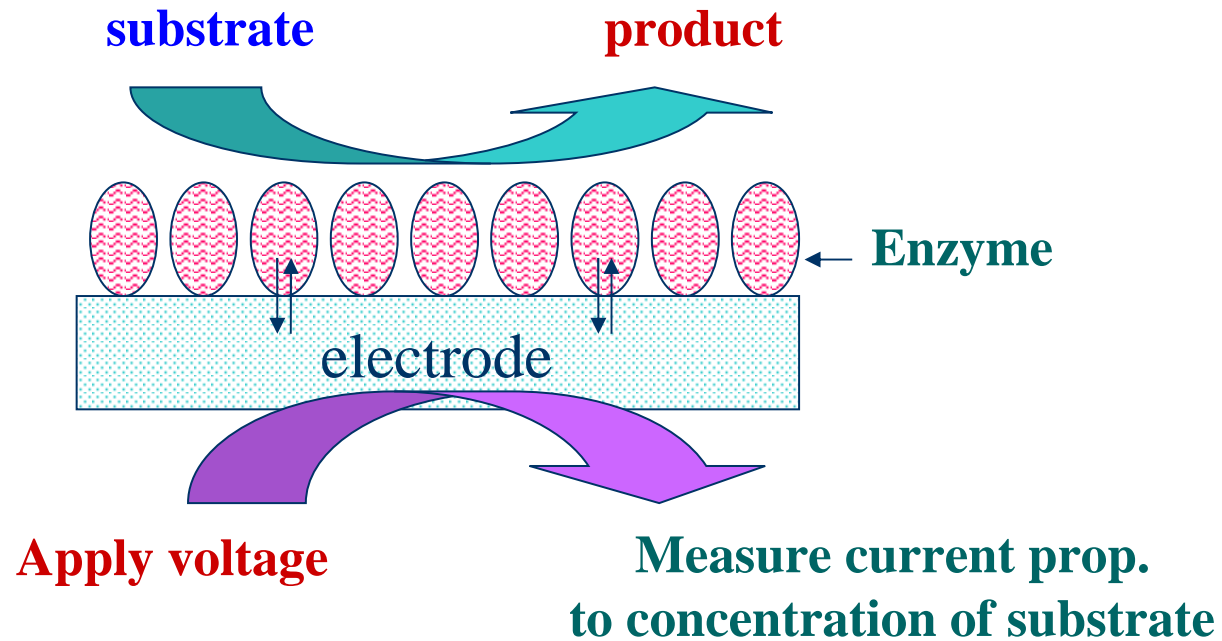 substrate
product
Enzyme
electrode
Apply voltage
Measure current prop.
to concentration of substrate